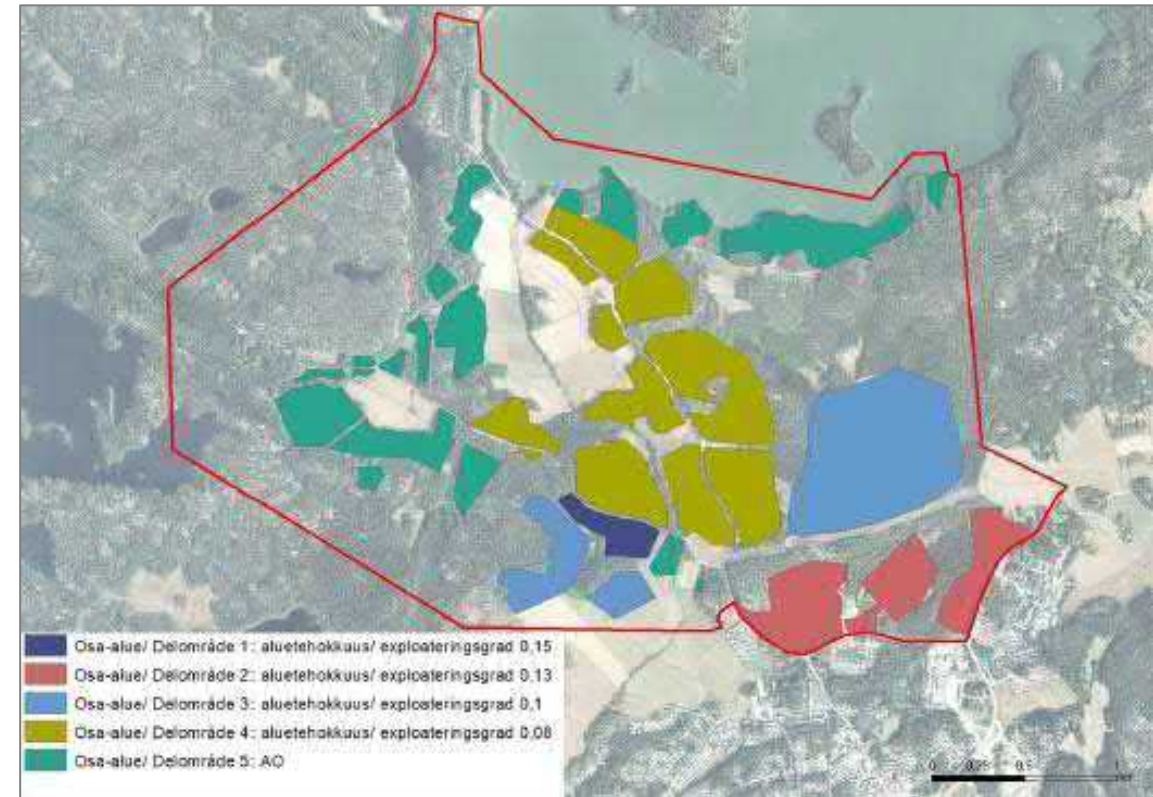 Osa-alue/ Delområde 1: aluetehokkuus/ exploateringsgrad 0,15
Osa-alue/ Delområde 2: aluetehokkuus/ exploateringsgrad 0,13
Osa-alue/ Delområde 3: aluetehokkuus/ exploateringsgrad 0,1
Osa-alue/ Delområde 4: aluetehokkuus/ exploateringsgrad 0,08
Osa-alue/ Delområde 5: AO
0 0,25 0,5 1